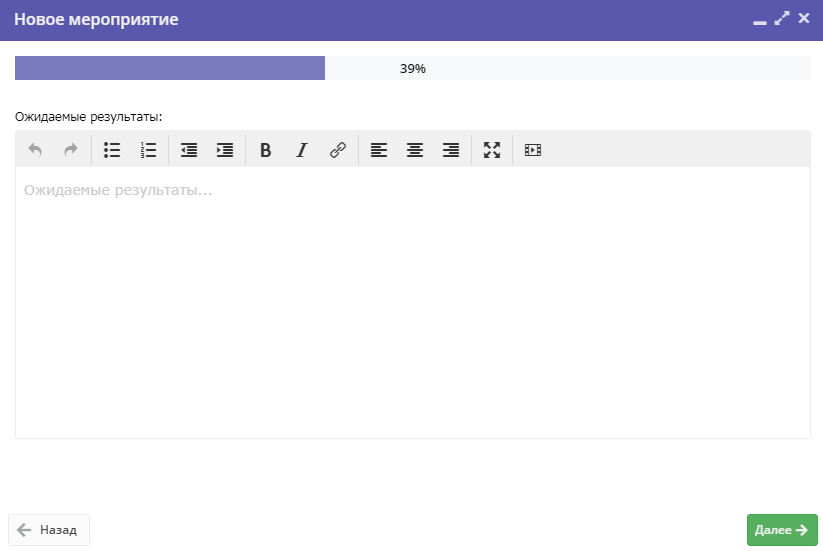 Новое мероприятие
39%
Ожидаемые результаты:
Ожидаемые результаты...
Назад
Далее